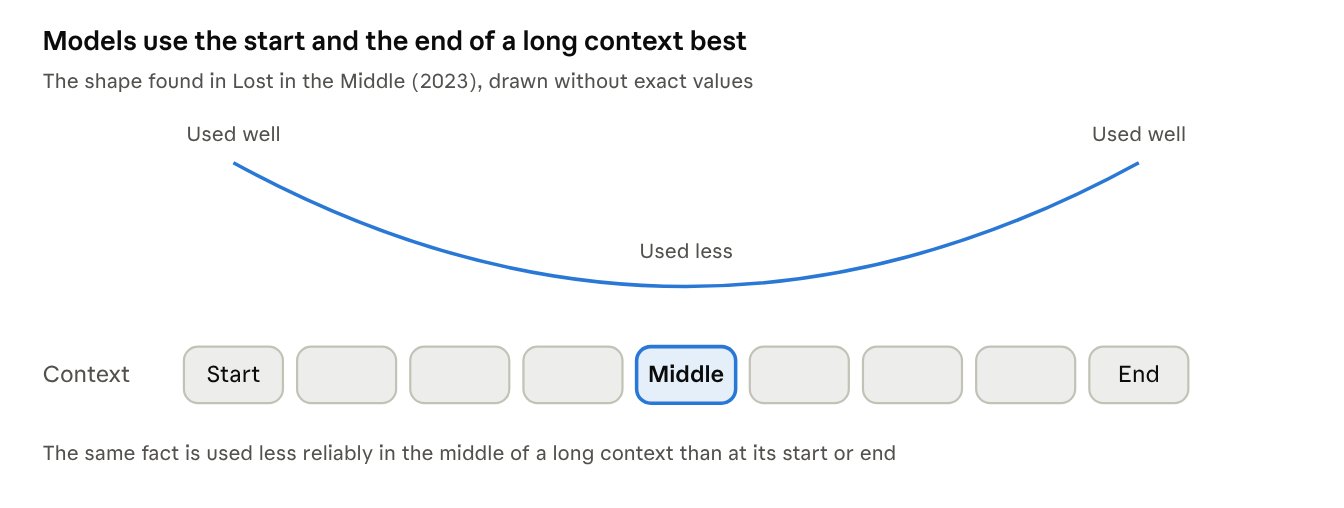 Models use the start and the end of a long context best
The shape found in Lost in the Middle (2023), drawn without exact values
Used well
Used well
Used less
Context
Start
Middle
End
The same fact is used less reliably in the middle of a long context than at its start or end